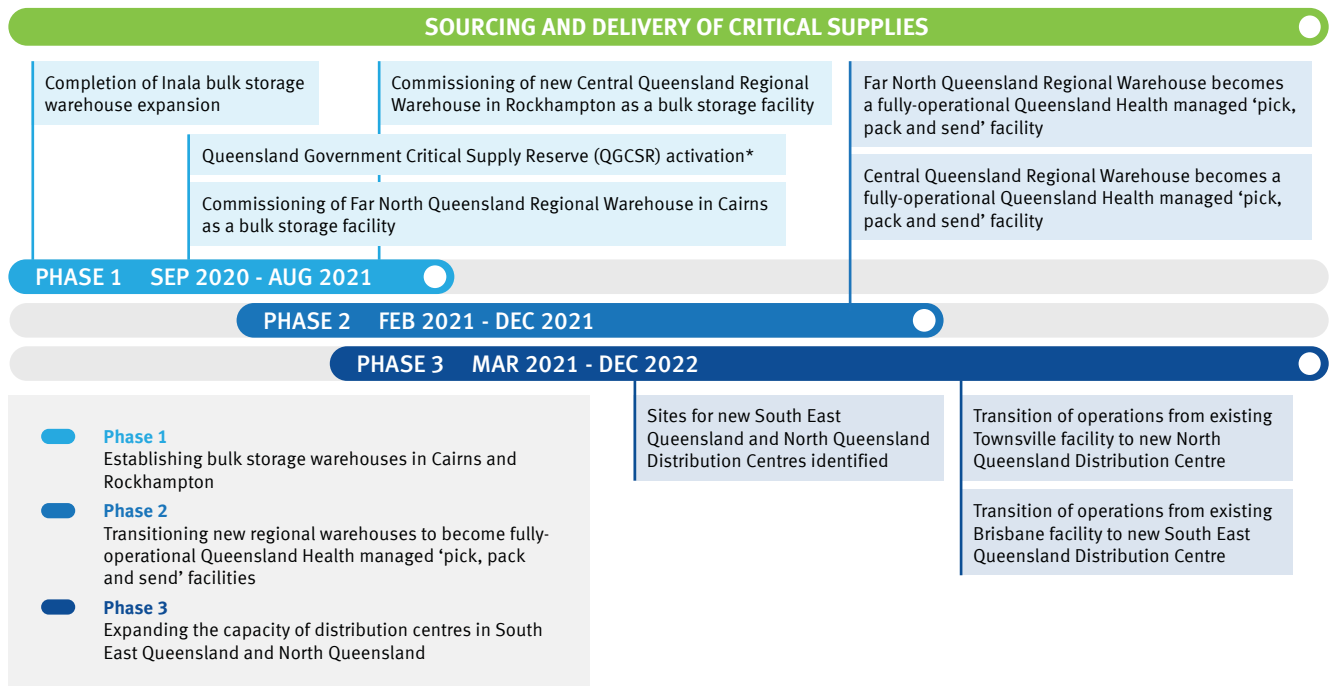 SOURCING AND DELIVERY OF CRITICAL SUPPLIES
Completion of Inala bulk storage
warehouse expansion
Commissioning of new Central Queensland Regional
Warehouse in Rockhampton as a bulk storage facility
Queensland Government Critical Supply Reserve (QGCSR) activation*
Commissioning of Far North Queensland Regional Warehouse in Cairns
as a bulk storage facility
Far North Queensland Regional Warehouse becomes
a fully-operational Queensland Health managed ‘pick,
pack and send’ facility
Central Queensland Regional Warehouse becomes a
fully-operational Queensland Health managed ‘pick,
pack and send’ facility
PHASE 1 SEP 2020 - AUG 2021
PHASE 2 FEB 2021 - DEC 2021
PHASE 3 MAR 2021 - DEC 2022
Phase 1
Establishing bulk storage warehouses in Cairns and
Rockhampton
Phase 2
Transitioning new regional warehouses to become fully-
operational Queensland Health managed ‘pick, pack
and send’ facilities
Phase 3
Expanding the capacity of distribution centres in South
East Queensland and North Queensland
Sites for new South East
Queensland and North Queensland
Distribution Centres identified
Transition of operations from existing
Townsville facility to new North
Queensland Distribution Centre
Transition of operations from existing
Brisbane facility to new South East
Queensland Distribution Centre